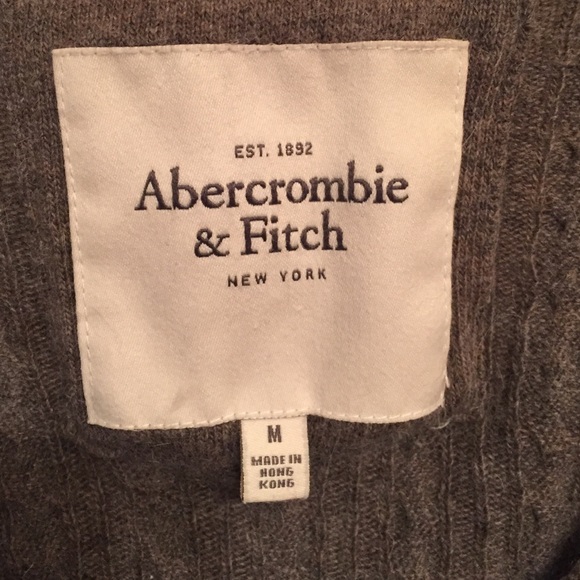 EST. 1892
Abercrombie
& Fitch
NEW YORK
M
MADE IN
HONG
KONG